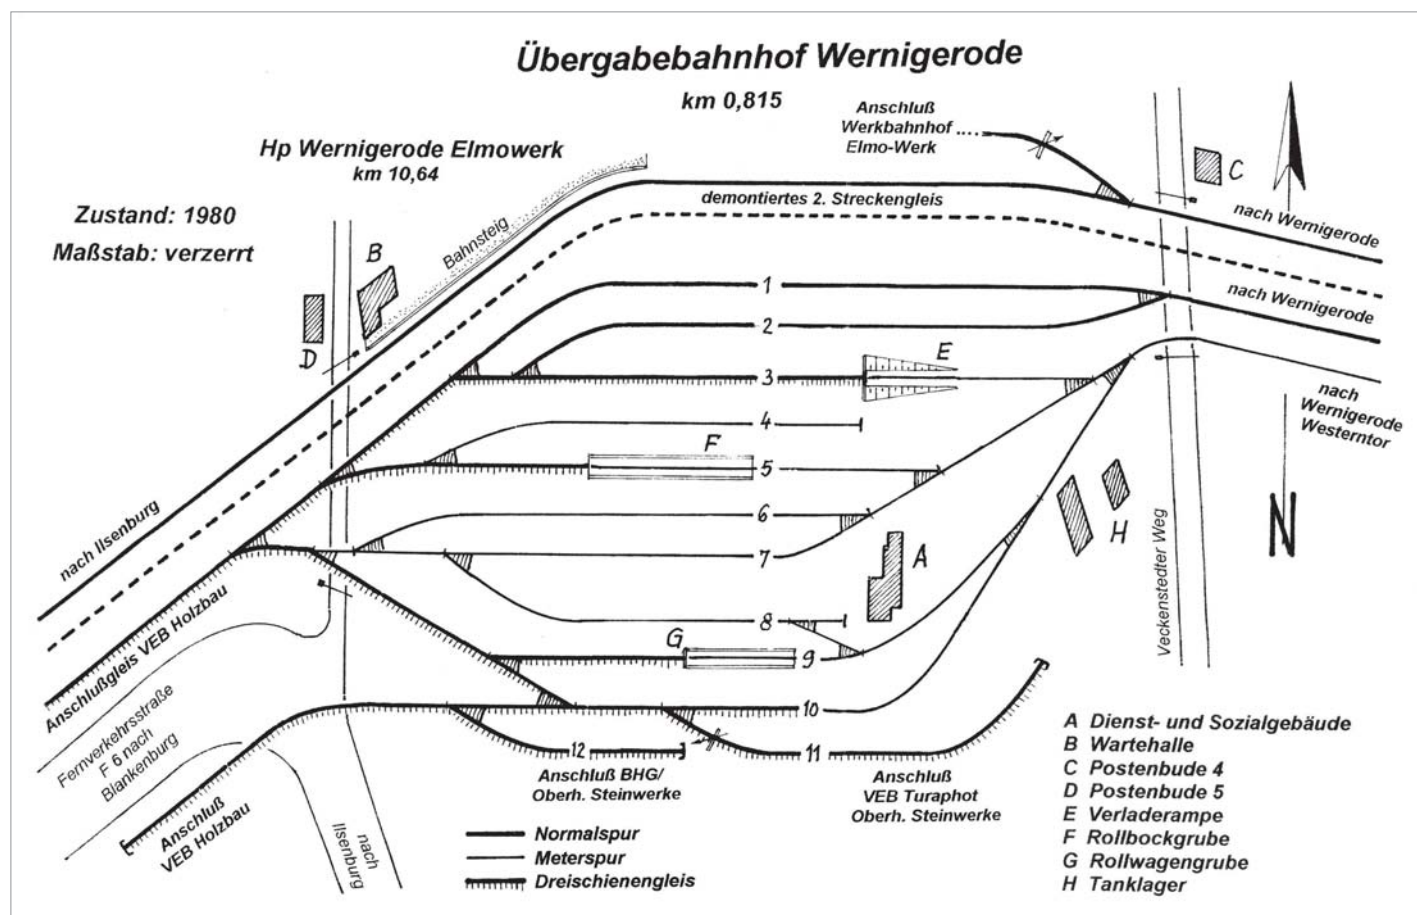 Übergabebahnhof Wernigerode
km 0,815
Hp Wernigerode Elmowerk
km 10,64
Zustand: 1980
Maßstab: verzerrt
Anschluß
Werkbahnhof
Elmo-Werk
C
nach Wernigerode
demontiertes 2. Streckengleis
Bahnsteig
B
D
nach Wernigerode
1
2
3
E
nach
Wernigerode
Westerntor
4
F
5
nach Ilsenburg
6
7
A
H
N
8
G
9
Veckenstedter Weg
Anschlußgleis VEB Holzbau
Fernverkehrsstraße
F 6 nach
Blankenburg
10
12
11
Anschluß BHG/
Oberh. Steinwerke
Anschluß
VEB Turaphot
Oberh. Steinwerke
Anschluß
VEB Holzbau
nach
Ilsenburg
Normalspur
Meterspur
Dreischienengleis
A Dienst- und Sozialgebäude
B Wartehalle
C Postenbude 4
D Postenbude 5
E Verladerampe
F Rollbockgrube
G Rollwagengrube
H Tanklager